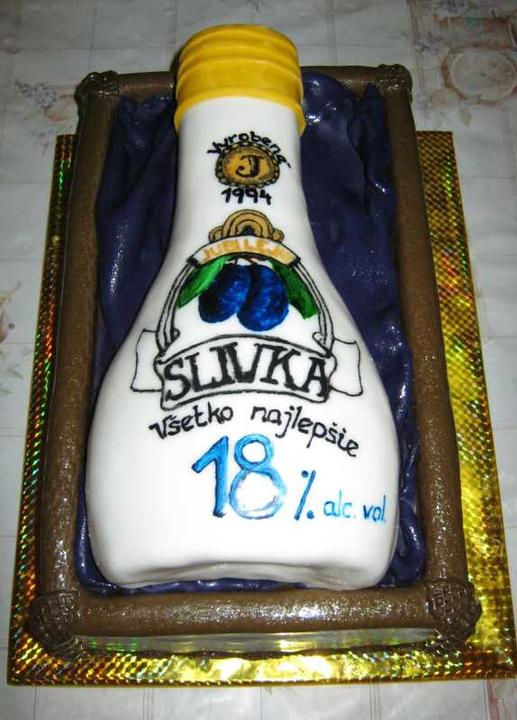 Vyrobené
J
1994
JUBILEJ
SLIVKA
Všetko najlepšie
18 % alc. vol.